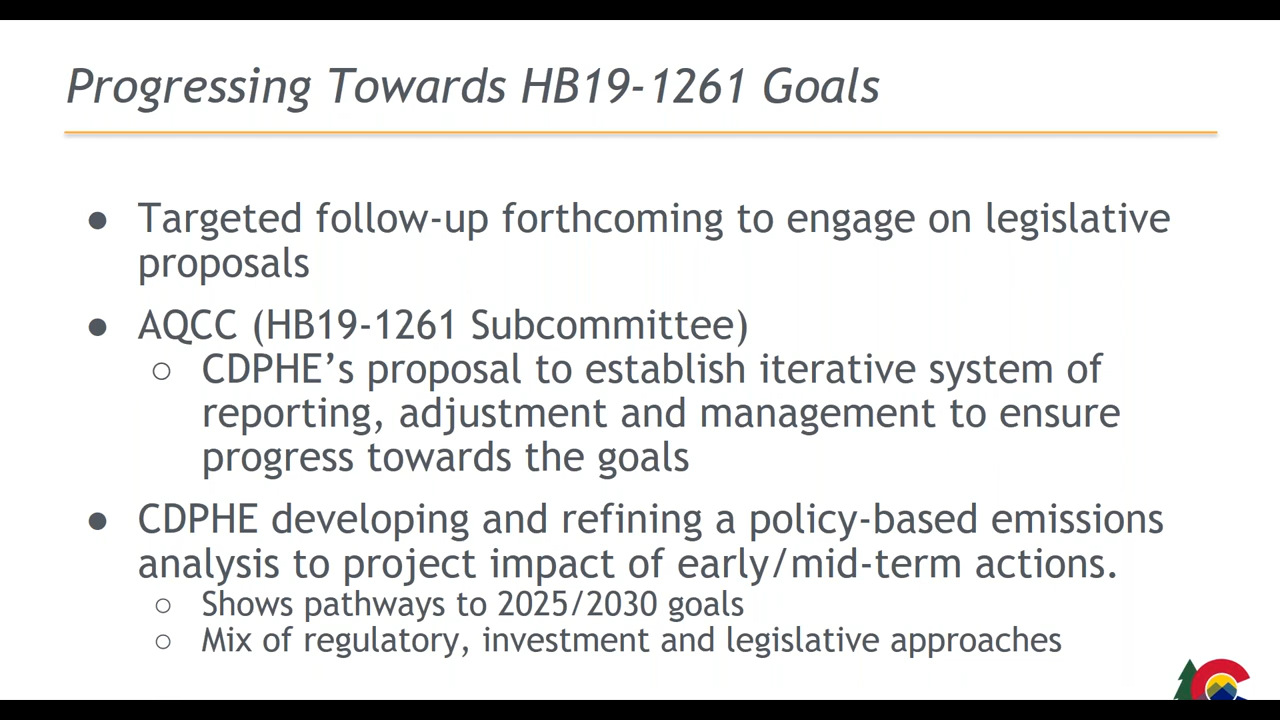 Progressing Towards HB19-1261 Goals
● Targeted follow-up forthcoming to engage on legislative
proposals
● AQCC (HB19-1261 Subcommittee)
○ CDPHE’s proposal to establish iterative system of
reporting, adjustment and management to ensure
progress towards the goals
● CDPHE developing and refining a policy-based emissions
analysis to project impact of early/mid-term actions.
○ Shows pathways to 2025/2030 goals
○ Mix of regulatory, investment and legislative approaches